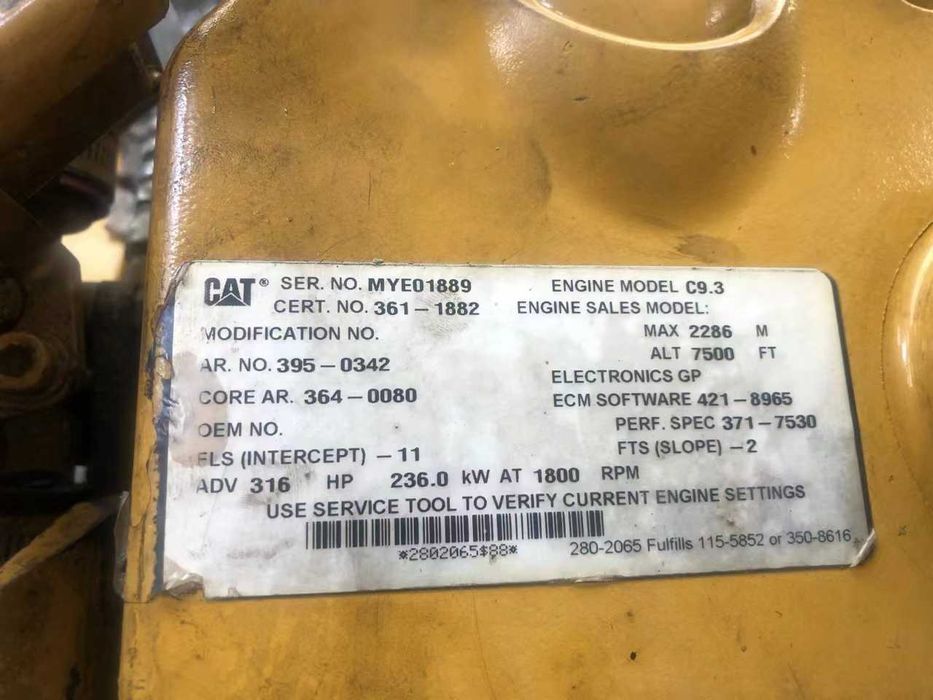 CAT® SER. NO. MYE01889 ENGINE MODEL C9.3
CERT. NO. 361-1882 ENGINE SALES MODEL:
MODIFICATION NO. MAX 2286 M
ALT 7500 FT
AR. NO. 395-0342
ELECTRONICS GP
CORE AR. 364-0080 ECM SOFTWARE 421-8965
OEM NO. PERF. SPEC 371-7530
FLS (INTERCEPT) -11 FTS (SLOPE) -2
ADV 316 HP 236.0 kW AT 1800 RPM
USE SERVICE TOOL TO VERIFY CURRENT ENGINE SETTINGS
*2802065$88* 280-2065 Fulfills 115-5852 or 350-8616